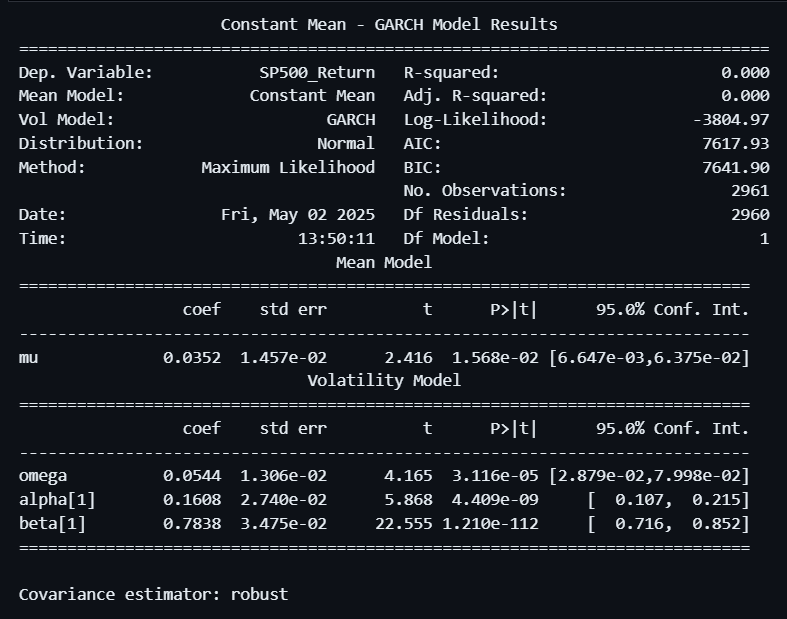 Constant Mean - GARCH Model Results
==============================================================================
Dep. Variable:           SP500_Return   R-squared:                       0.000
Mean Model:             Constant Mean   Adj. R-squared:                  0.000
Vol Model:                      GARCH   Log-Likelihood:               -3804.97
Distribution:                  Normal   AIC:                           7617.93
Method:            Maximum Likelihood   BIC:                           7641.90
                                        No. Observations:                 2961
Date:                Fri, May 02 2025   Df Residuals:                     2960
Time:                        13:50:11   Df Model:                            1
                                 Mean Model
============================================================================
                 coef    std err          t      P>|t|      95.0% Conf. Int.
----------------------------------------------------------------------------
mu             0.0352  1.457e-02      2.416  1.568e-02 [6.647e-03,6.375e-02]
                              Volatility Model
============================================================================
                 coef    std err          t      P>|t|      95.0% Conf. Int.
----------------------------------------------------------------------------
omega          0.0544  1.306e-02      4.165  3.116e-05 [2.879e-02,7.998e-02]
alpha[1]       0.1608  2.740e-02      5.868  4.409e-09     [  0.107,  0.215]
beta[1]        0.7838  3.475e-02     22.555 1.210e-112     [  0.716,  0.852]
============================================================================
Covariance estimator: robust